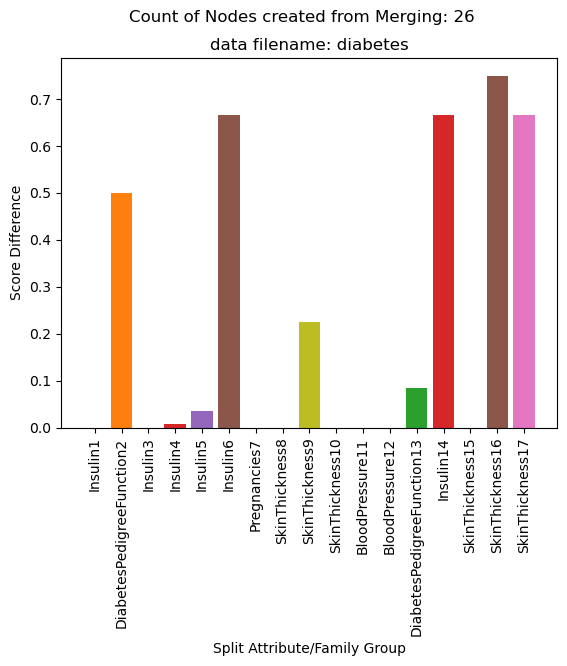 Count of Nodes created from Merging: 26
data filename: diabetes
Score Difference
0.7
0.6
0.5
0.4
0.3
0.2
0.1
0.0
Insulin1
DiabetesPedigreeFunction2
Insulin3
Insulin4
Insulin5
Insulin6
Pregnancies7
SkinThickness8
SkinThickness9
SkinThickness10
BloodPressure11
BloodPressure12
DiabetesPedigreeFunction13
Insulin14
SkinThickness15
SkinThickness16
SkinThickness17
Split Attribute/Family Group